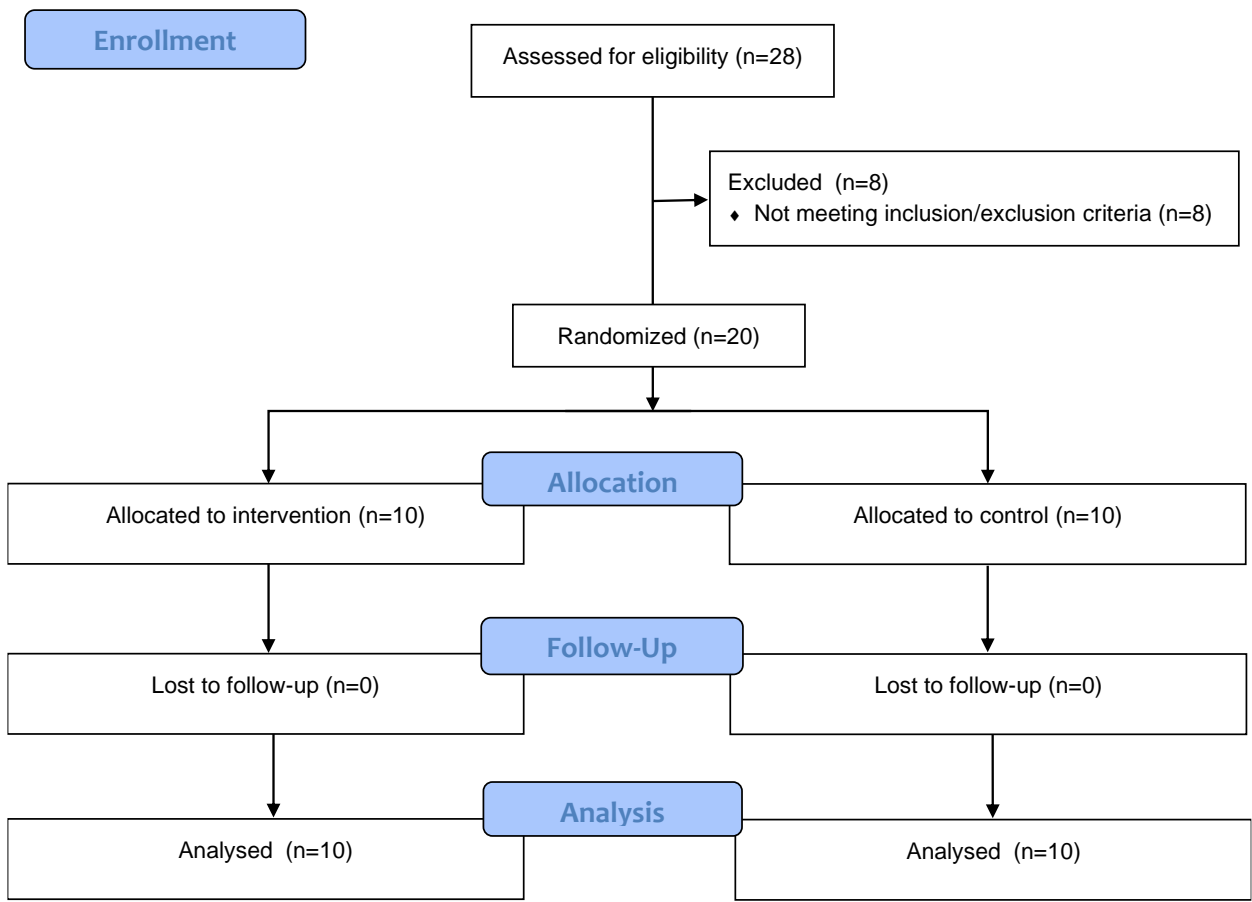 Enrollment
Assessed for eligibility (n=28)
Excluded  (n=8)
♦ Not meeting inclusion/exclusion criteria (n=8)
Randomized (n=20)
Allocation
Allocated to intervention (n=10)
Allocated to control (n=10)
Follow-Up
Lost to follow-up (n=0)
Lost to follow-up (n=0)
Analysis
Analysed  (n=10)
Analysed  (n=10)